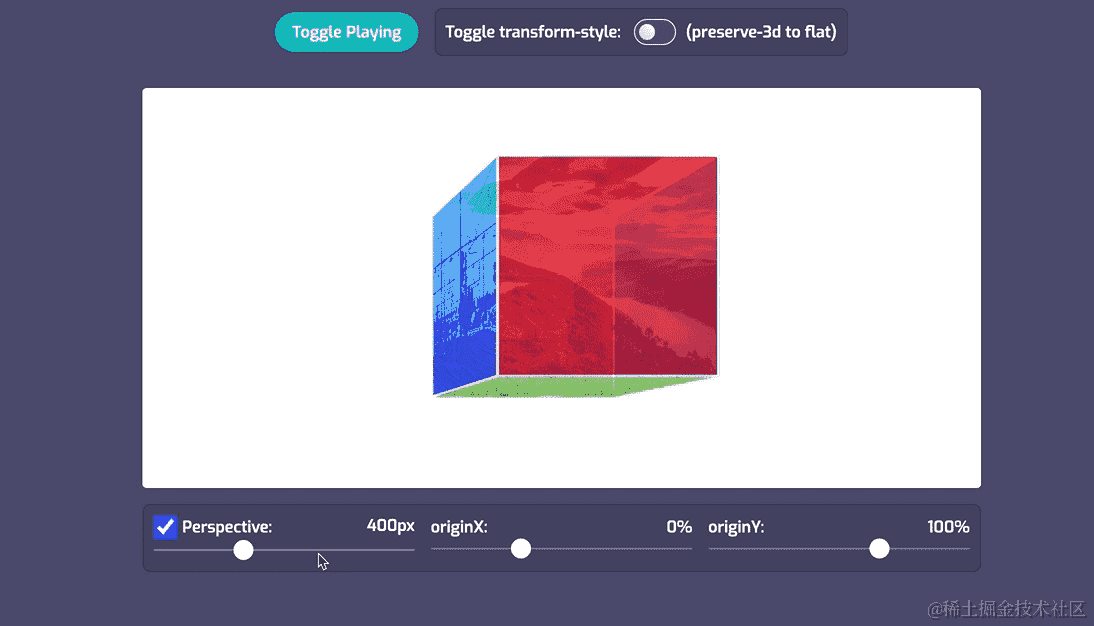 Toggle Playing
Toggle transform-style: (preserve-3d to flat)
Perspective: 400px
originX: 0%
originY: 100%
@稀土掘金技术社区